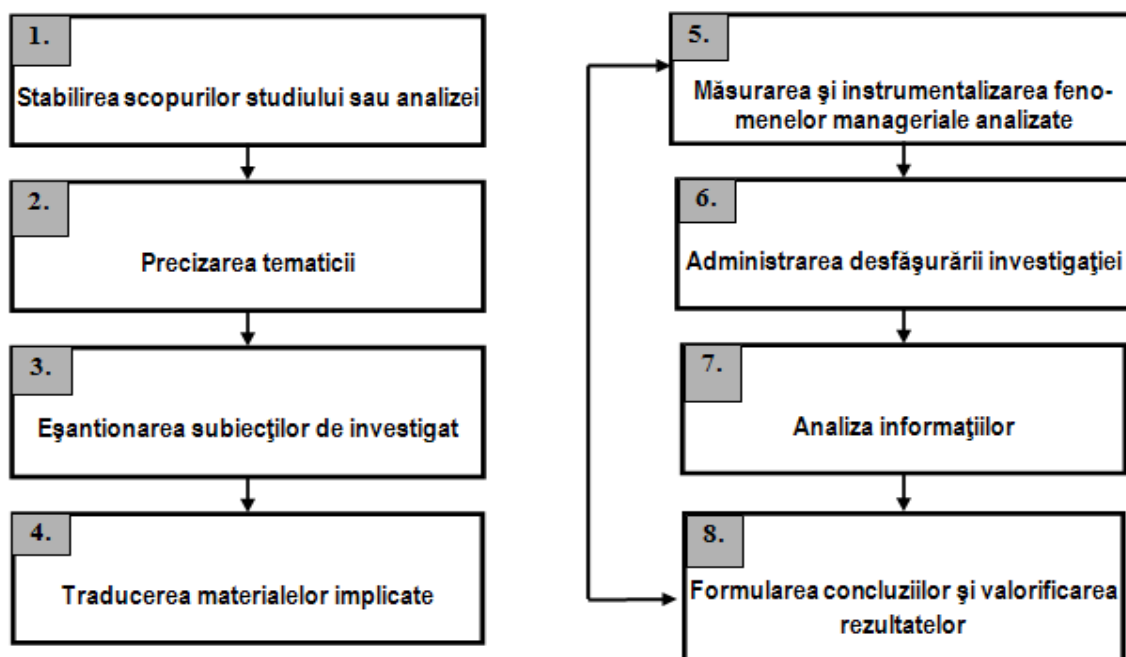 1.
Stabilirea scopurilor studiului sau analizei
2.
Precizarea tematicii
3.
Eşantionarea subiecţilor de investigat
4.
Traducerea materialelor implicate
5.
Măsurarea şi instrumentalizarea feno-
menelor manageriale analizate
6.
Administrarea desfăşurării investigaţiei
7.
Analiza informaţiilor
8.
Formularea concluziilor şi valorificarea
rezultatelor